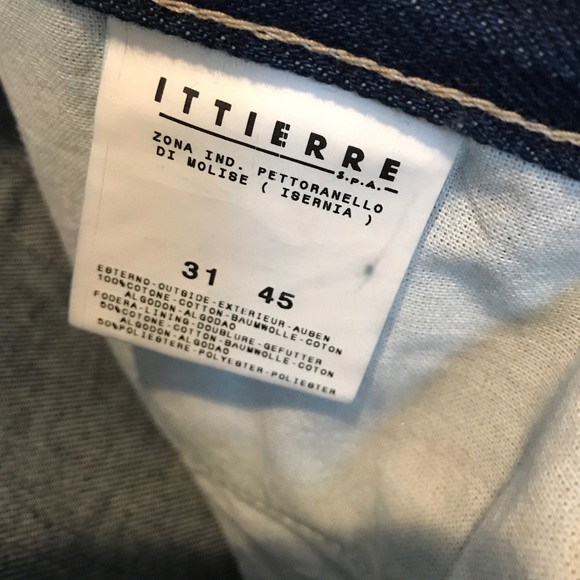 ITTIERRE
S.P.A.
ZONA IND. PETTORANELLO
DI MOLISE ( ISERNIA )
31 45
ESTERNO-OUTSIDE-EXTERIEUR-AUSEN
100%COTONE-COTTON-BAUMWOLLE-COTON
ALGODON-ALGODAO
FODERA-LINING-DOUBLURE-GEFUTTER
50%COTONE-COTTON-BAUMWOLLE-COTON
ALGODON-ALGODAO
50%POLIESTERE-POLYESTER-POLIESTER